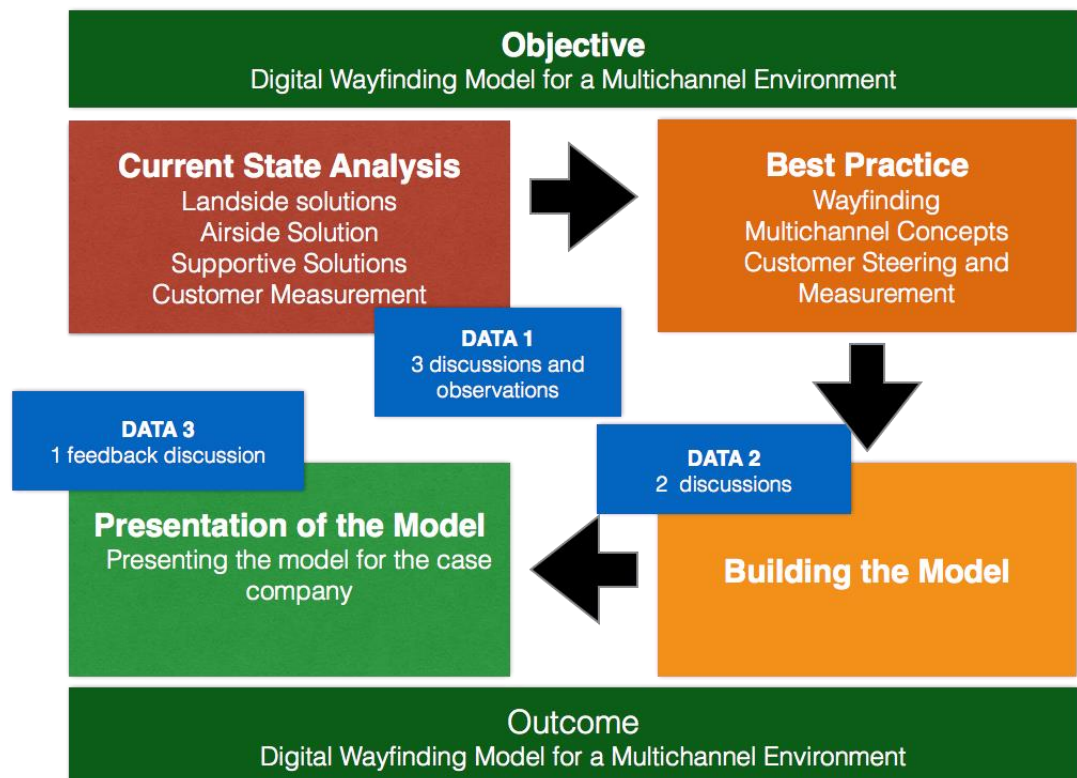 Objective
Digital Wayfinding Model for a Multichannel Environment
Current State Analysis
Landside solutions
Airside Solution
Supportive Solutions
Customer Measurement
Best Practice
Wayfinding
Multichannel Concepts
Customer Steering and
Measurement
DATA 1
3 discussions and
observations
DATA 2
2 discussions
Building the Model
DATA 3
1 feedback discussion
Presentation of the Model
Presenting the model for the case
company
Outcome
Digital Wayfinding Model for a Multichannel Environment